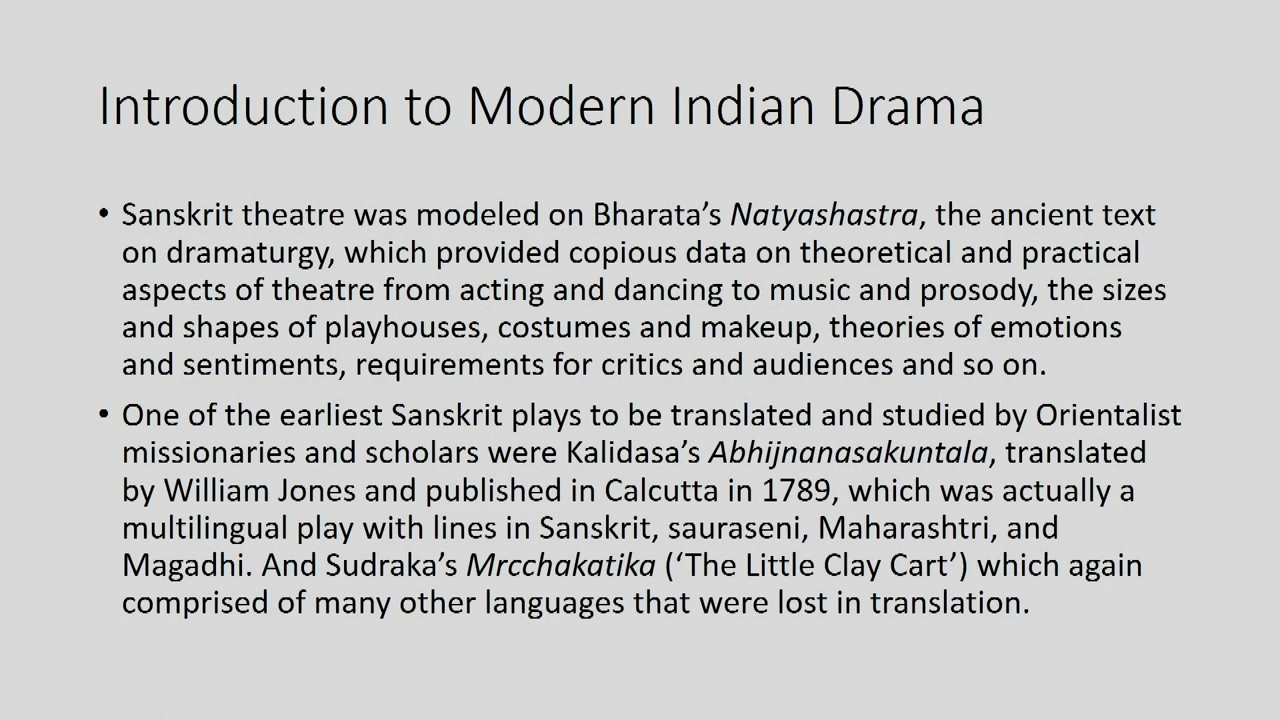 Introduction to Modern Indian Drama
• Sanskrit theatre was modeled on Bharata’s Natyashastra, the ancient text
on dramaturgy, which provided copious data on theoretical and practical
aspects of theatre from acting and dancing to music and prosody, the sizes
and shapes of playhouses, costumes and makeup, theories of emotions
and sentiments, requirements for critics and audiences and so on.
• One of the earliest Sanskrit plays to be translated and studied by Orientalist
missionaries and scholars were Kalidasa’s Abhijnanasakuntala, translated
by William Jones and published in Calcutta in 1789, which was actually a
multilingual play with lines in Sanskrit, sauraseni, Maharashtri, and
Magadhi. And Sudraka’s Mrcchakatika (‘The Little Clay Cart’) which again
comprised of many other languages that were lost in translation.